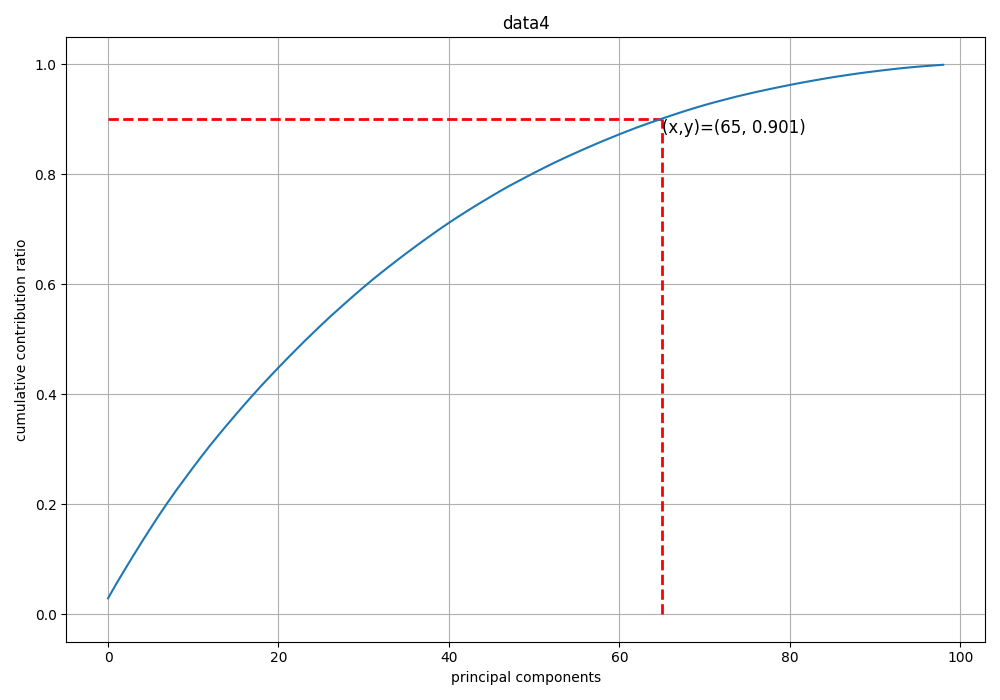 data4
cumulative contribution ratio
1.0
0.8
0.6
0.4
0.2
0.0
(x,y)=(65, 0.901)
0 20 40 60 80 100
principal components